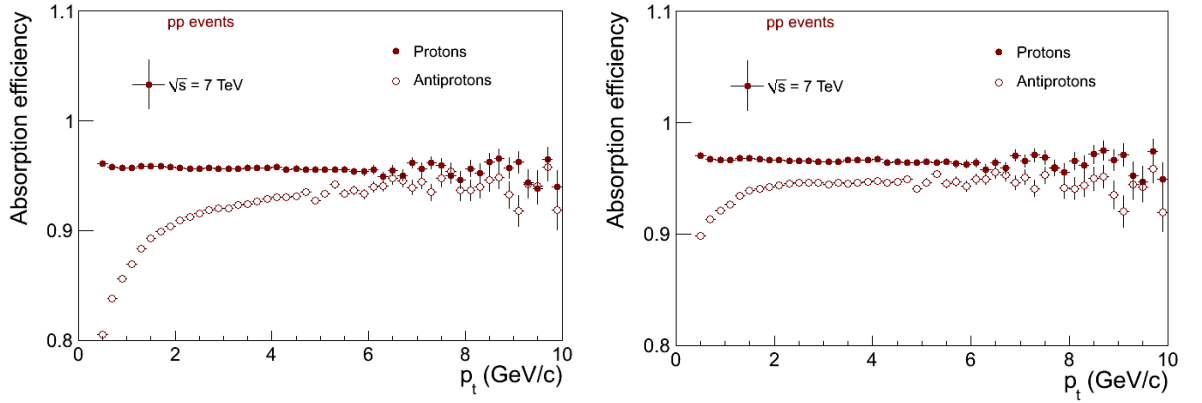 1.1
pp events
Protons
√s = 7 TeV
Antiprotons
1
0.9
0.8
Absorption efficiency
0 2 4 6 8 10
p_t (GeV/c)
1.1
pp events
Protons
√s = 7 TeV
Antiprotons
1
0.9
0.8
Absorption efficiency
0 2 4 6 8 10
p_t (GeV/c)